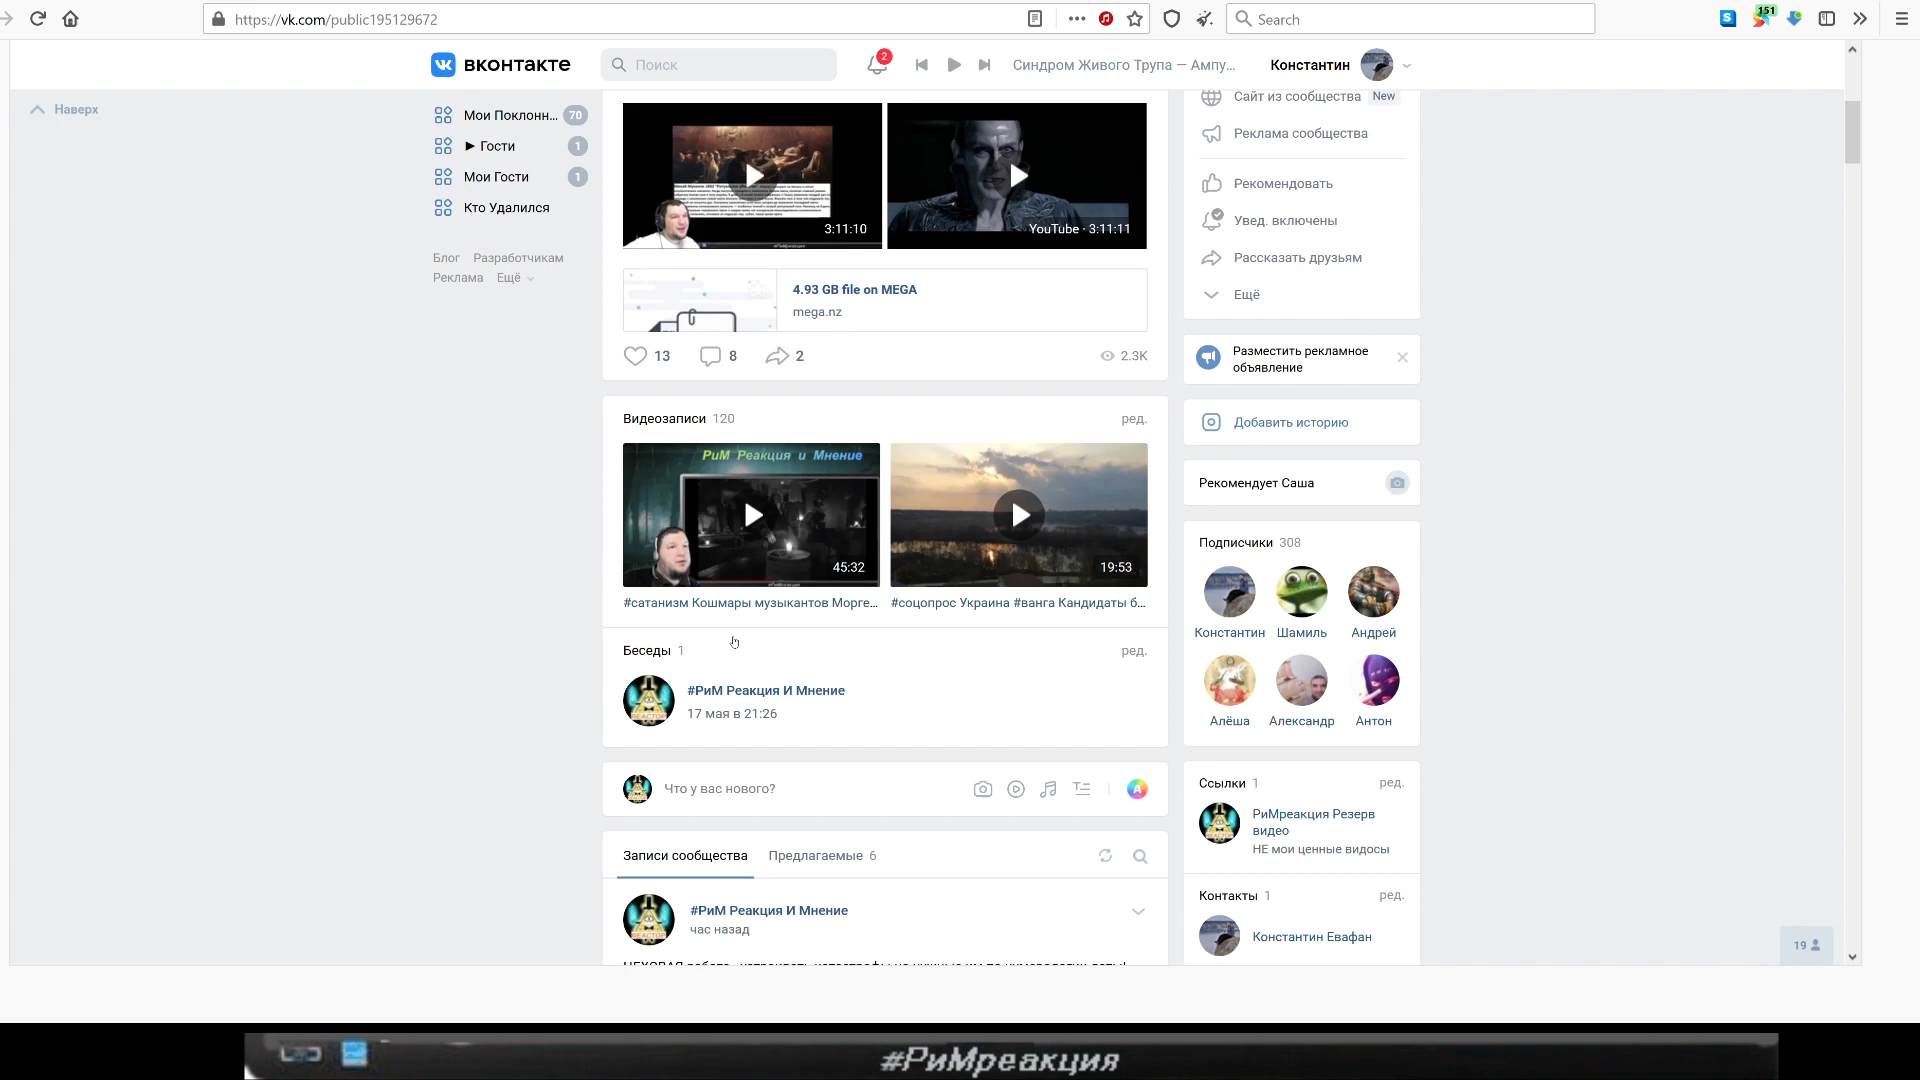 https://vk.com/public195129672
Search
151
вконтакте
Поиск
2
Синдром Живого Трупа — Ампу...
Константин
Наверх
Мои Поклонн... 70
Гости 1
Мои Гости 1
Кто Удалился
Блог Разработчикам
Реклама Ещё
3:11:10
YouTube · 3:11:11
4.93 GB file on MEGA
mega.nz
13 8 2 2.3K
Видеозаписи 120 ред.
РиМ Реакция и Мнение
45:32
19:53
#сатанизм Кошмары музыкантовМорге...
#соцопрос Украина #ванга Кандидаты б...
Беседы 1 ред.
#РиМ Реакция И Мнение
17 мая в 21:26
Что у вас нового?
Записи сообщества Предлагаемые 6
#РиМ Реакция И Мнение
час назад
Сайт из сообщества New
Реклама сообщества
Рекомендовать
Увед. включены
Рассказать друзьям
Ещё
Разместить рекламное
объявление
Добавить историю
Рекомендует Саша
Подписчики 308
Константин Шамиль Андрей
Алёша Александр Антон
Ссылки 1 ред.
РиМреакция Резерв
видео
НЕ мои ценные видосы
Контакты 1 ред.
Константин Евафан
19
#РиМреакция